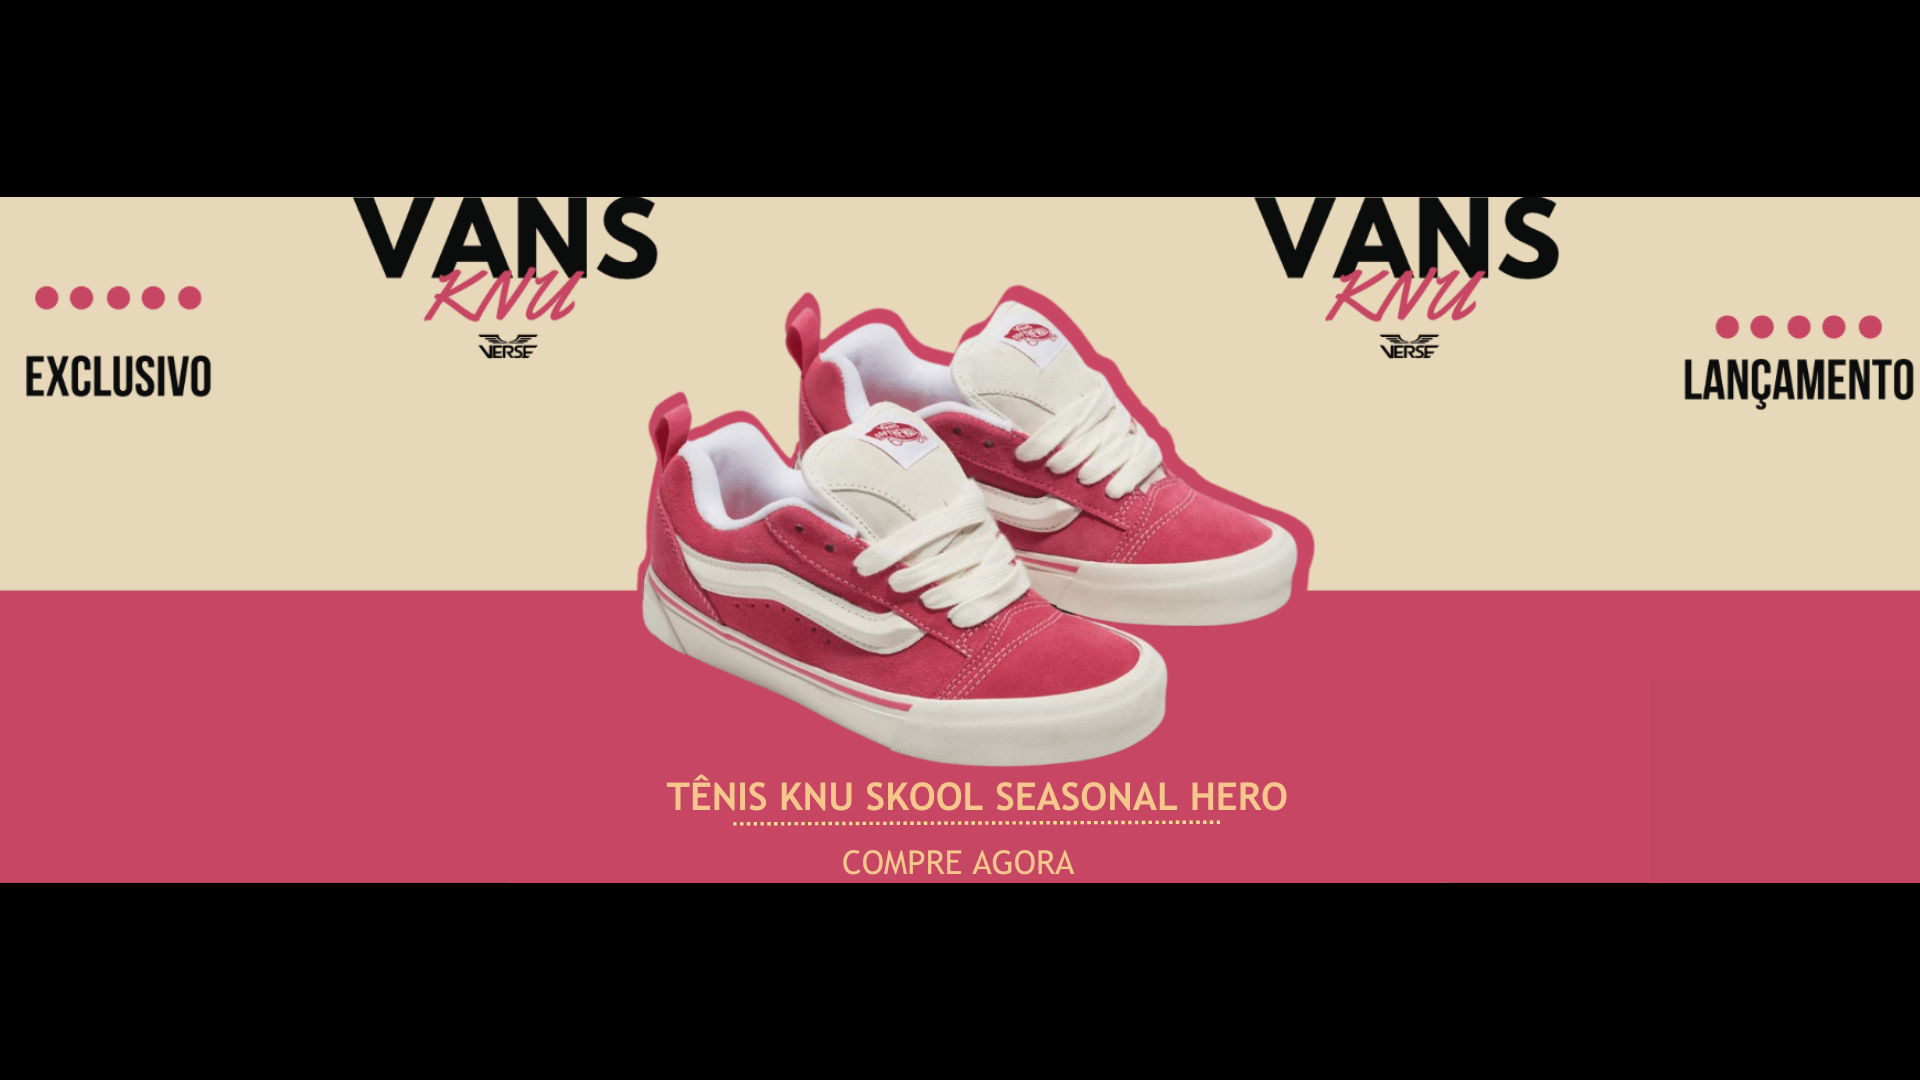 VANS
KNU
VERSE
VANS
KNU
VERSE
EXCLUSIVO
LANÇAMENTO
TÊNIS KNU SKOOL SEASONAL HERO
COMPRE AGORA